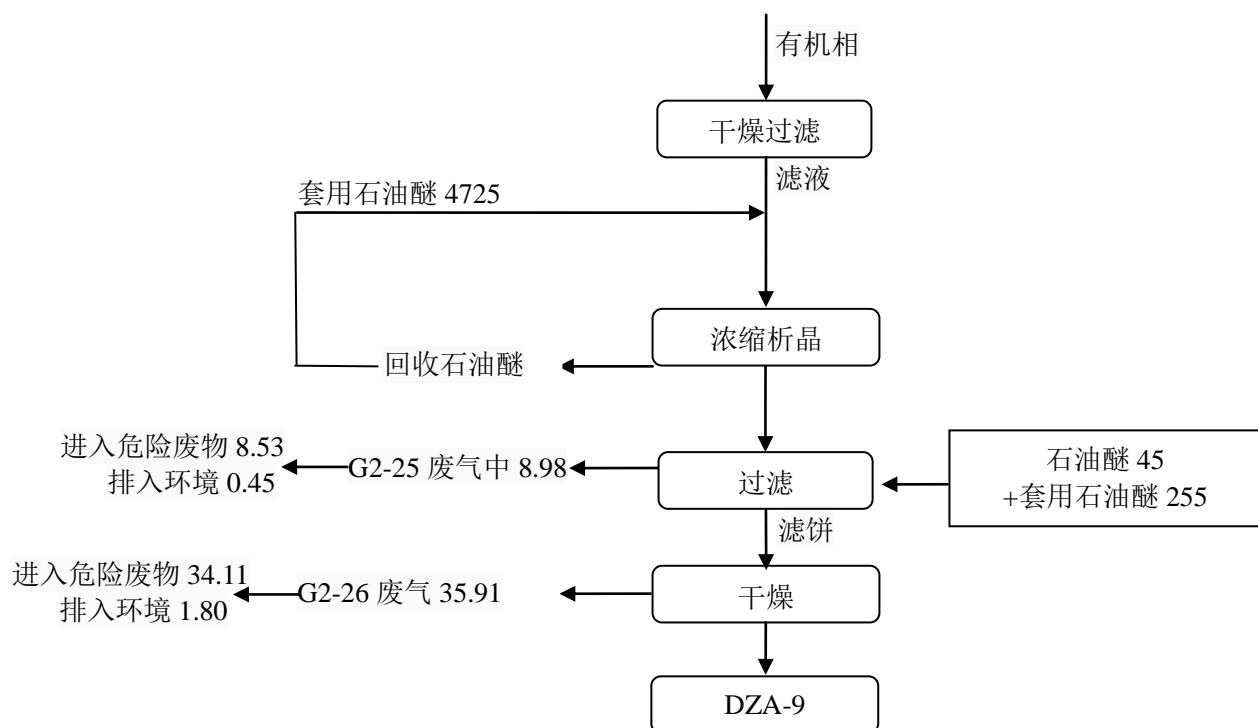 有机相
干燥过滤
滤液
套用石油醚 4725
浓缩析晶
回收石油醚
进入危险废物 8.53
排入环境 0.45
G2-25 废气中 8.98
过滤
石油醚 45
+套用石油醚 255
滤饼
进入危险废物 34.11
排入环境 1.80
G2-26 废气 35.91
干燥
DZA-9